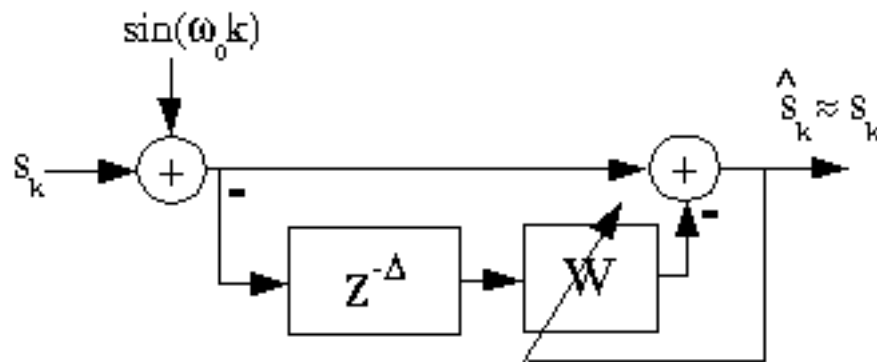 sin(ω₀k)
ŝₖ ≈ sₖ
sₖ
+
+
-
-
Z^-Δ
W